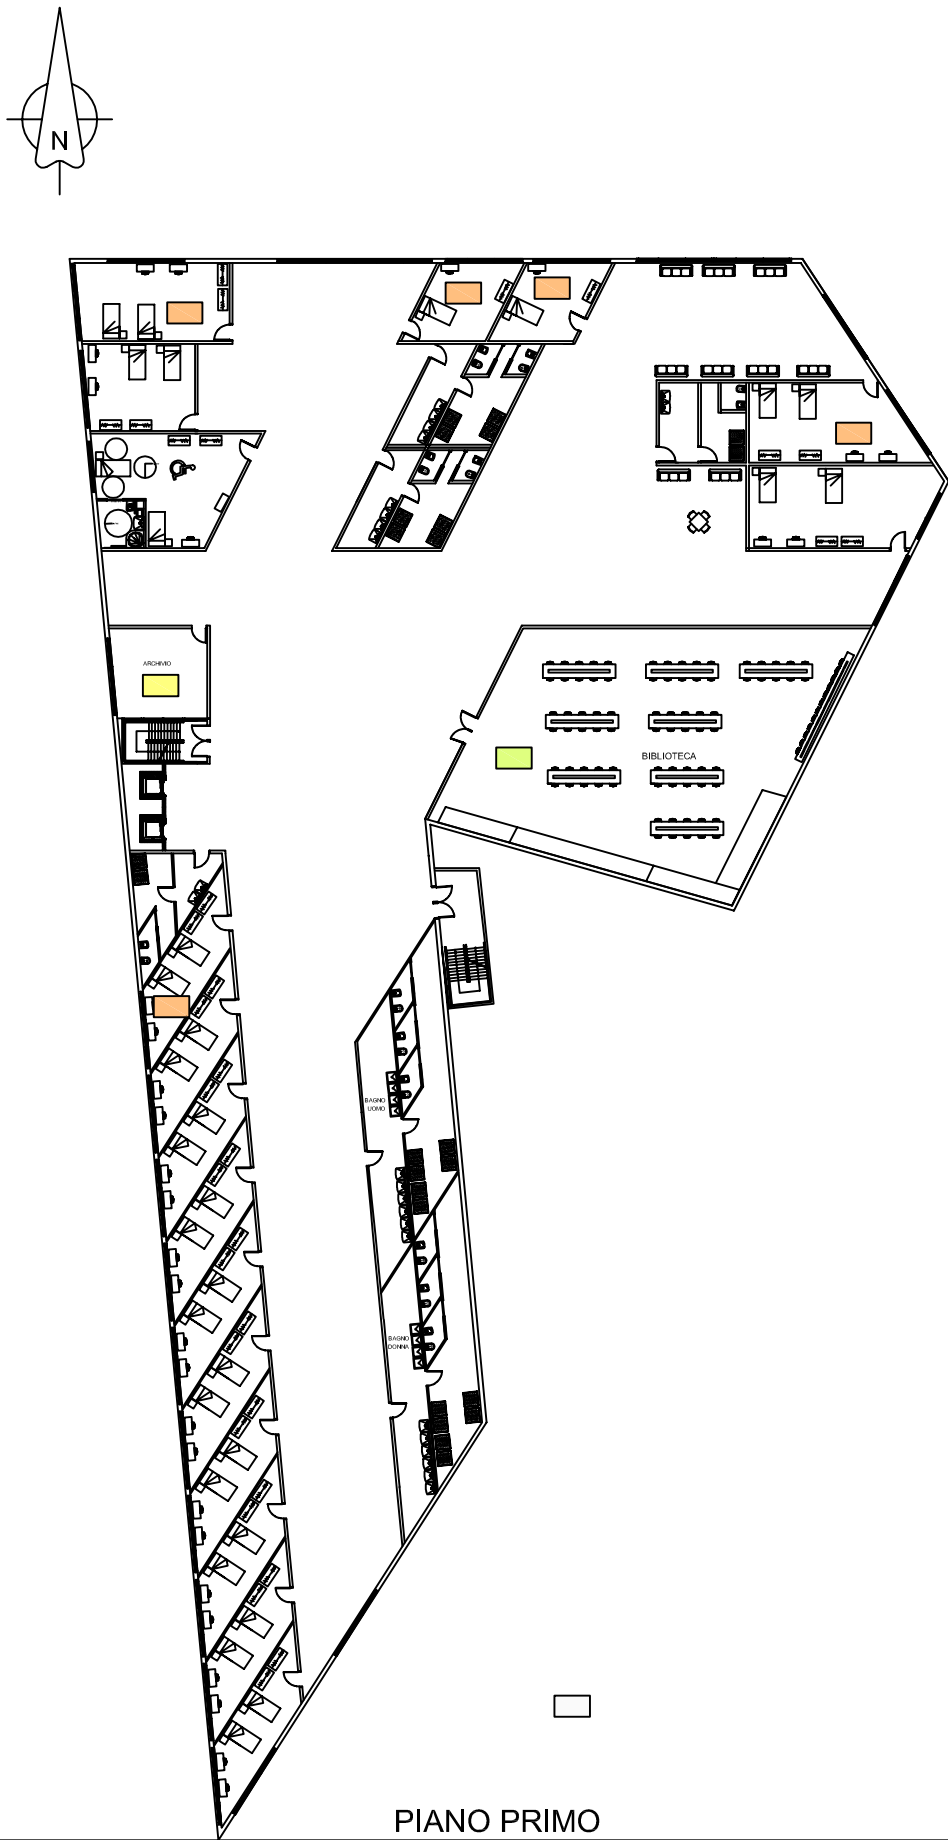 N
ARCHIVIO
BIBLIOTECA
BAGNO
UOMO
BAGNO
DONNA
PIANO PRIMO